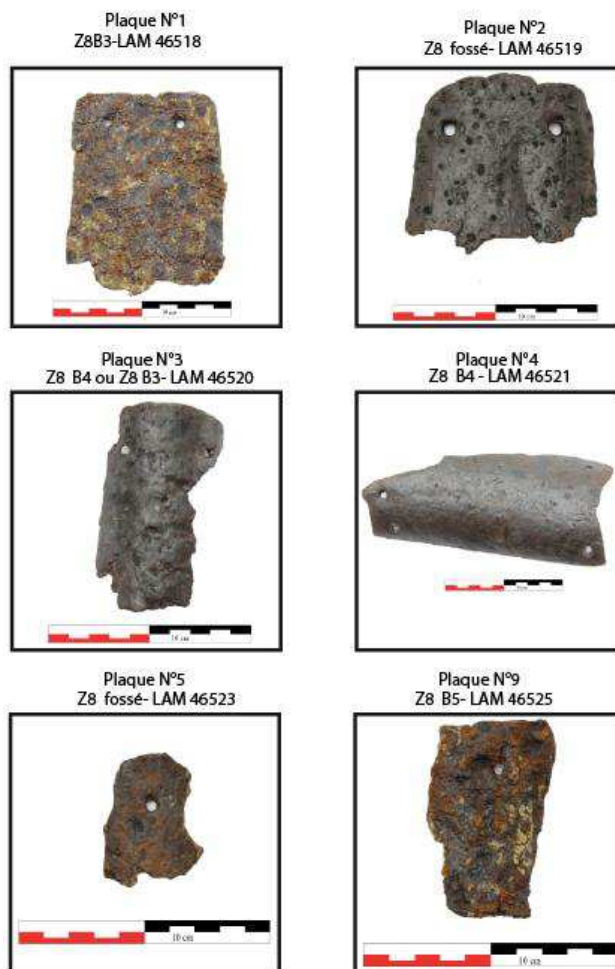 Plaque N°1
Z8B3-LAM 46518
Plaque N°2
Z8 fossé- LAM 46519
10 cm
10 cm
Plaque N°3
Z8 B4 ou Z8 B3- LAM 46520
Plaque N°4
Z8 B4 - LAM 46521
10 cm
Plaque N°5
Z8 fossé- LAM 46523
Plaque N°9
Z8 B5- LAM 46525
10 cm
10 cm